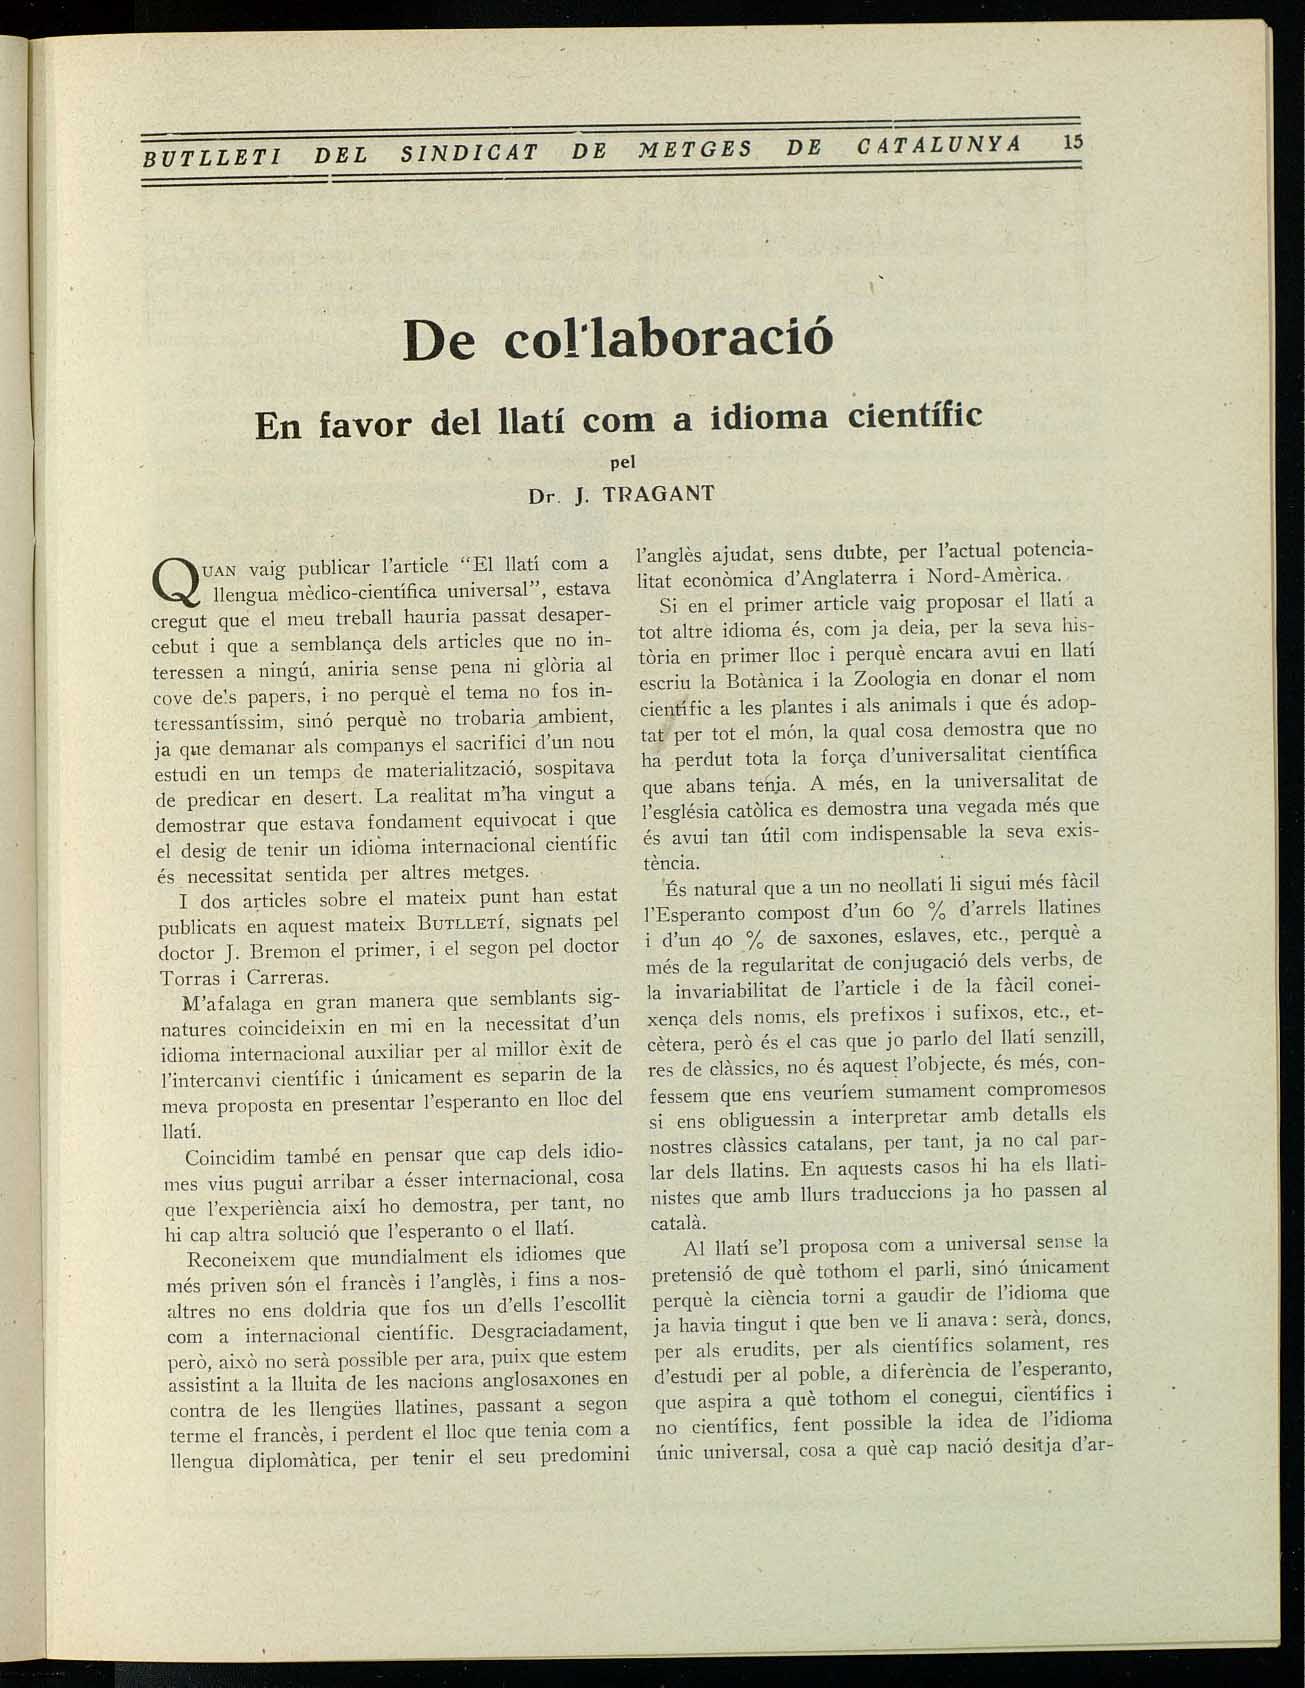 BUTLLETI DEL SINDICAT DE METGES DE CATALUNYA 15
De col·laboració
En favor del llatí com a idioma científic
pel
Dr. J. TRAGANT
QUAN vaig publicar l'article "El llatí com a
llengua mèdico-científica universal", estava
cregut que el meu treball hauria passat desaper-
cebut i que a semblança dels articles que no in-
teressen a ningú, aniria sense pena ni glòria al
cove dels papers, i no perquè el tema no fos in-
teressantíssim, sinó perquè no trobaria ambient,
ja que demanar als companys el sacrifici d'un nou
estudi en un temps de materialització, sospitava
de predicar en desert. La realitat m'ha vingut a
demostrar que estava fondament equivocat i que
el desig de tenir un idiòma internacional científic
és necessitat sentida per altres metges.
I dos articles sobre el mateix punt han estat
publicats en aquest mateix BUTLLETÍ, signats pel
doctor J. Bremon el primer, i el segon pel doctor
Torras i Carreras.
M'afalaga en gran manera que semblants sig-
natures coincideixin en mi en la necessitat d'un
idioma internacional auxiliar per al millor èxit de
l'intercanvi científic i únicament es separin de la
meva proposta en presentar l'esperanto en lloc del
llatí.
Coincidim també en pensar que cap dels idio-
mes vius pugui arribar a ésser internacional, cosa
que l'experiència així ho demostra, per tant, no
hi cap altra solució que l'esperanto o el llatí.
Reconeixem que mundialment els idiomes que
més priven són el francès i l'anglès, i fins a nos-
altres no ens doldria que fos un d'ells l'escollit
com a internacional científic. Desgraciadament,
però, això no serà possible per ara, puix que estem
assistint a la lluita de les nacions anglosaxones en
contra de les llengües llatines, passant a segon
terme el francès, i perdent el lloc que tenia com a
llengua diplomàtica, per tenir el seu predomini
l'anglès ajudat, sens dubte, per l'actual potencia-
litat econòmica d'Anglaterra i Nord-Amèrica.
Si en el primer article vaig proposar el llatí a
tot altre idioma és, com ja deia, per la seva his-
tòria en primer lloc i perquè encara avui en llatí
escriu la Botànica i la Zoologia en donar el nom
científic a les plantes i als animals i que és adop-
tat per tot el món, la qual cosa demostra que no
ha perdut tota la força d'universalitat científica
que abans tenia. A més, en la universalitat de
l'església catòlica es demostra una vegada més que
és avui tan útil com indispensable la seva exis-
tència.
És natural que a un no neollatí li sigui més fàcil
l'Esperanto compost d'un 60 % d'arrels llatines
i d'un 40 % de saxones, eslaves, etc., perquè a
més de la regularitat de conjugació dels verbs, de
la invariabilitat de l'article i de la fàcil conei-
xença dels noms, els prefixos i sufixos, etc., et-
cètera, però és el cas que jo parlo del llatí senzill,
res de clàssics, no és aquest l'objecte, és més, con-
fessem que ens veuríem sumament compromesos
si ens obliguessin a interpretar amb detalls els
nostres clàssics catalans, per tant, ja no cal par-
lar dels llatins. En aquests casos hi ha els llati-
nistes que amb llurs traduccions ja ho passen al
català.
Al llatí se'l proposa com a universal sense la
pretensió de què tothom el parli, sinó únicament
perquè la ciència torni a gaudir de l'idioma que
ja havia tingut i que ben ve li anava: serà, doncs,
per als erudits, per als científics solament, res
d'estudi per al poble, a diferència de l'esperanto,
que aspira a què tothom el conegui, científics i
no científics, fent possible la idea de l'idioma
únic universal, cosa a què cap nació desitja d'ar-